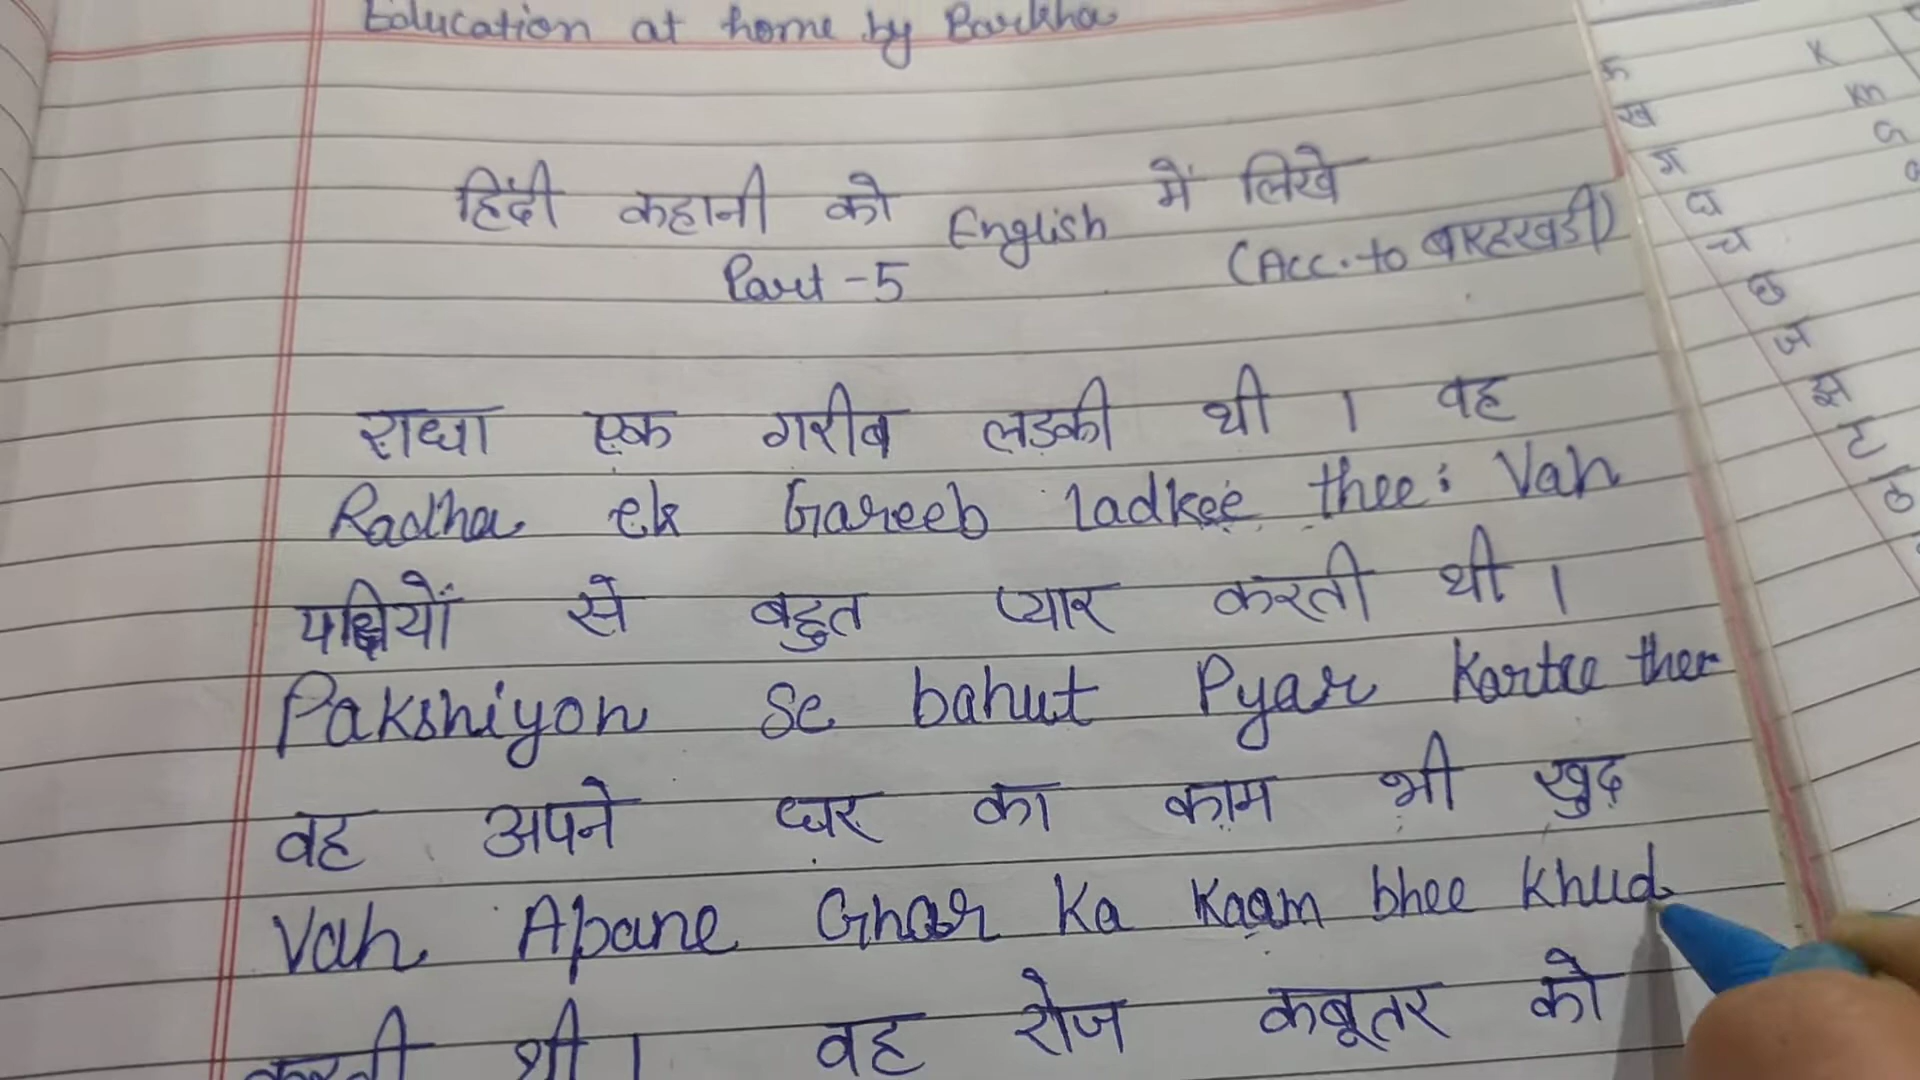 Education at home by Barkha
हिंदी कहानी को English में लिखे
Part-5 (Acc. to बारहखडी)
राधा एक गरीब लड़की थी । वह
Radha ek Gareeb ladkee thee: Vah
पक्षियों से बहुत प्यार करती थी ।
Pakshiyon se bahut Pyar Kartee thee
वह अपने घर का काम भी खुद
Vah Apane Ghar Ka Kaam bhee khud
करती थी । वह रोज कबूतर को
क K
ख Kh
ग G
घ
च
छ
ज
झ
ट
ठ